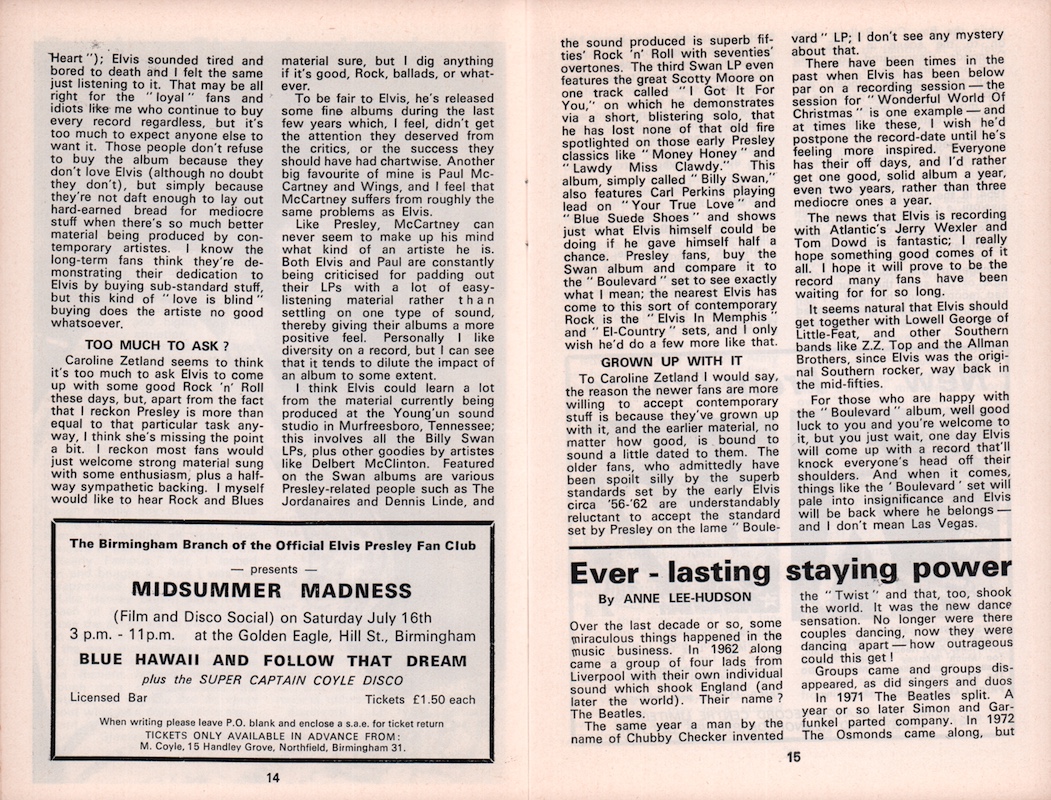 Heart"); Elvis sounded tired and
bored to death and I felt the same
just listening to it. That may be all
right for the "loyal" fans and
idiots like me who continue to buy
every record regardless, but it's
too much to expect anyone else to
want it. Those people don't refuse
to buy the album because they
don't love Elvis (although no doubt
they don't), but simply because
they're not daft enough to lay out
hard-earned bread for mediocre
stuff when there's so much better
material being produced by con-
temporary artistes. I know the
long-term fans think they're de-
monstrating their dedication to
Elvis by buying sub-standard stuff,
but this kind of "love is blind"
buying does the artiste no good
whatsoever.
TOO MUCH TO ASK ?
Caroline Zetland seems to think
it's too much to ask Elvis to come
up with some good Rock 'n' Roll
these days, but, apart from the fact
that I reckon Presley is more than
equal to that particular task any-
way, I think she's missing the point
a bit. I reckon most fans would
just welcome strong material sung
with some enthusiasm, plus a half-
way sympathetic backing. I myself
would like to hear Rock and Blues
material sure, but I dig anything
if it's good, Rock, ballads, or what-
ever.
To be fair to Elvis, he's released
some fine albums during the last
few years which, I feel, didn't get
the attention they deserved from
the critics, or the success they
should have had chartwise. Another
big favourite of mine is Paul Mc-
Cartney and Wings, and I feel that
McCartney suffers from roughly the
same problems as Elvis.
Like Presley, McCartney can
never seem to make up his mind
what kind of an artiste he is.
Both Elvis and Paul are constantly
being criticised for padding out
their LPs with a lot of easy-
listening material rather than
settling on one type of sound,
thereby giving their albums a more
positive feel. Personally I like
diversity on a record, but I can see
that it tends to dilute the impact of
an album to some extent.
I think Elvis could learn a lot
from the material currently being
produced at the Young'un sound
studio in Murfreesboro, Tennessee;
this involves all the Billy Swan
LPs, plus other goodies by artistes
like Delbert McClinton. Featured
on the Swan albums are various
Presley-related people such as The
Jordanaires and Dennis Linde, and
The Birmingham Branch of the Official Elvis Presley Fan Club
— presents —
MIDSUMMER MADNESS
(Film and Disco Social) on Saturday July 16th
3 p.m. - 11p.m. at the Golden Eagle, Hill St., Birmingham
BLUE HAWAII AND FOLLOW THAT DREAM
plus the SUPER CAPTAIN COYLE DISCO
Licensed Bar Tickets £1.50 each
When writing please leave P.O. blank and enclose a s.a.e. for ticket return
TICKETS ONLY AVAILABLE IN ADVANCE FROM:
M. Coyle, 15 Handley Grove, Northfield, Birmingham 31.
14
the sound produced is superb fif-
ties' Rock 'n' Roll with seventies'
overtones. The third Swan LP even
features the great Scotty Moore on
one track called "I Got It For
You," on which he demonstrates
via a short, blistering solo, that
he has lost none of that old fire
spotlighted on those early Presley
classics like "Money Honey" and
"Lawdy Miss Clawdy." This
album, simply called "Billy Swan,"
also features Carl Perkins playing
lead on "Your True Love" and
"Blue Suede Shoes" and shows
just what Elvis himself could be
doing if he gave himself half a
chance. Presley fans, buy the
Swan album and compare it to
the "Boulevard" set to see exactly
what I mean; the nearest Elvis has
come to this sort of contemporary
Rock is the "Elvis In Memphis"
and "El-Country" sets, and I only
wish he'd do a few more like that.
GROWN UP WITH IT
To Caroline Zetland I would say,
the reason the newer fans are more
willing to accept contemporary
stuff is because they've grown up
with it, and the earlier material, no
matter how good, is bound to
sound a little dated to them. The
older fans, who admittedly have
been spoilt silly by the superb
standards set by the early Elvis
circa '56-'62 are understandably
reluctant to accept the standard
set by Presley on the lame "Boule-
vard" LP; I don't see any mystery
about that.
There have been times in the
past when Elvis has been below
par on a recording session — the
session for "Wonderful World Of
Christmas" is one example — and
at times like these, I wish he'd
postpone the record-date until he's
feeling more inspired. Everyone
has their off days, and I'd rather
get one good, solid album a year,
even two years, rather than three
mediocre ones a year.
The news that Elvis is recording
with Atlantic's Jerry Wexler and
Tom Dowd is fantastic; I really
hope something good comes of it
all. I hope it will prove to be the
record many fans have been
waiting for for so long.
It seems natural that Elvis should
get together with Lowell George of
Little-Feat, and other Southern
bands like Z.Z. Top and the Allman
Brothers, since Elvis was the origi-
nal Southern rocker, way back in
the mid-fifties.
For those who are happy with
the "Boulevard" album, well good
luck to you and you're welcome to
it, but you just wait, one day Elvis
will come up with a record that'll
knock everyone's head off their
shoulders. And when it comes,
things like the 'Boulevard' set will
pale into insignificance and Elvis
will be back where he belongs —
and I don't mean Las Vegas.
Ever - lasting staying power
By ANNE LEE-HUDSON
Over the last decade or so, some
miraculous things happened in the
music business. In 1962 along
came a group of four lads from
Liverpool with their own individual
sound which shook England (and
later the world). Their name ?
The Beatles.
The same year a man by the
name of Chubby Checker invented
the "Twist" and that, too, shook
the world. It was the new dance
sensation. No longer were there
couples dancing, now they were
dancing apart — how outrageous
could this get !
Groups came and groups dis-
appeared, as did singers and duos
In 1971 The Beatles split. A
year or so later Simon and Gar-
funkel parted company. In 1972
The Osmonds came along, but
15